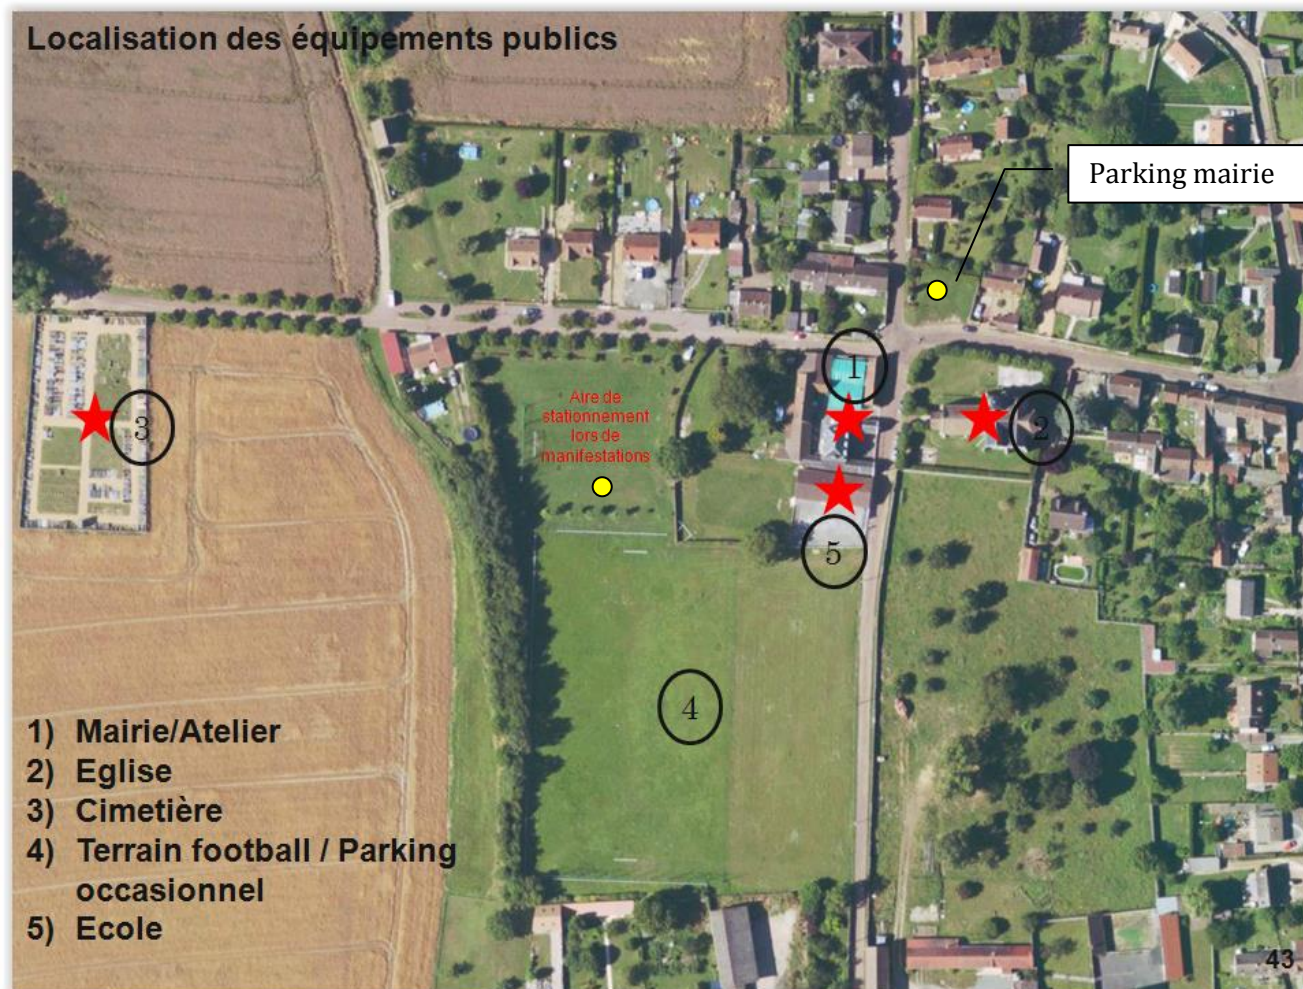 Localisation des équipements publics
Parking mairie
1
Aire de
stationnement
lors de
manifestations
3
2
5
4
1) Mairie/Atelier
2) Eglise
3) Cimetière
4) Terrain football / Parking
occasionnel
5) Ecole
43